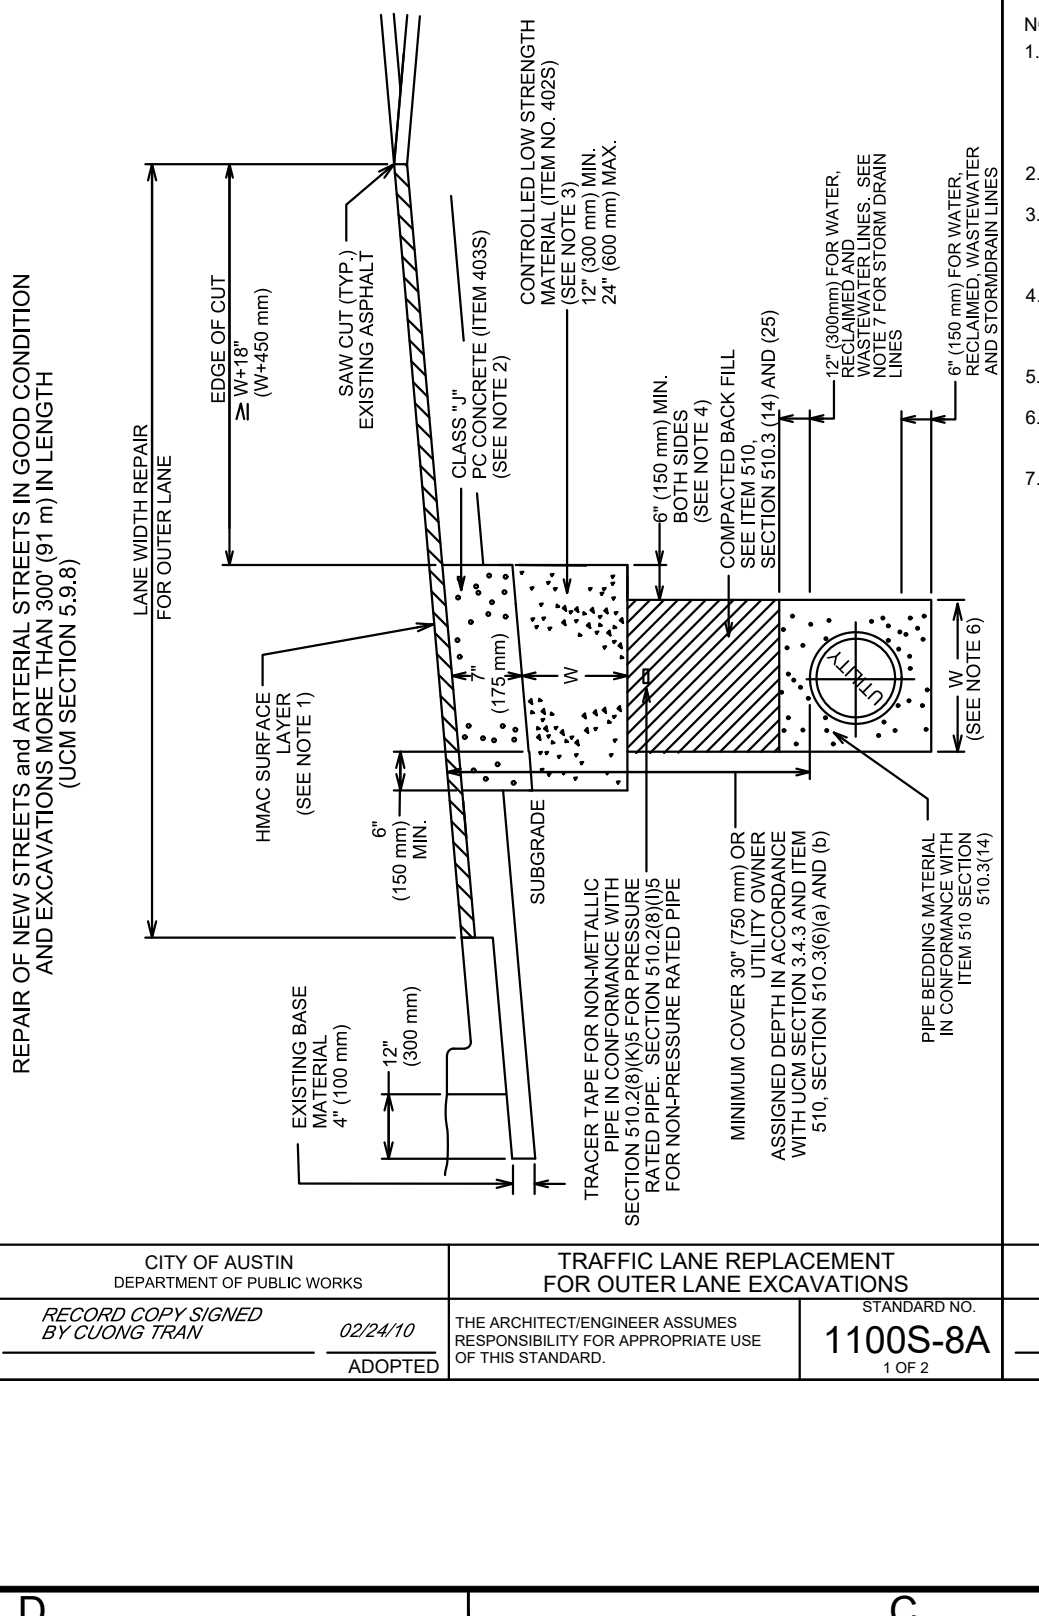 REPAIR OF NEW STREETS and ARTERIAL STREETS IN GOOD CONDITION
AND EXCAVATIONS MORE THAN 300' (91 m) IN LENGTH
(UCM SECTION 5.9.8)
LANE WIDTH REPAIR
FOR OUTER LANE
EDGE OF CUT
≥ W+18"
(W+450 mm)
SAW CUT (TYP.)
EXISTING ASPHALT
HMAC SURFACE
LAYER
(SEE NOTE 1)
CLASS "J"
PC CONCRETE (ITEM 403S)
(SEE NOTE 2)
CONTROLLED LOW STRENGTH
MATERIAL (ITEM NO. 402S)
(SEE NOTE 3)
12" (300 mm) MIN.
24" (600 mm) MAX.
6"
(150 mm)
MIN.
7"
(175 mm)
W
SUBGRADE
EXISTING BASE
MATERIAL
4" (100 mm)
12"
(300 mm)
6" (150 mm) MIN.
BOTH SIDES
(SEE NOTE 4)
COMPACTED BACK FILL
SEE ITEM 510,
SECTION 510.3 (14) AND (25)
12" (300mm) FOR WATER,
RECLAIMED AND
WASTEWATER LINES. SEE
NOTE 7 FOR STORM DRAIN
LINES
6" (150 mm) FOR WATER,
RECLAIMED, WASTEWATER
AND STORMDRAIN LINES
UTILITY
W
(SEE NOTE 6)
TRACER TAPE FOR NON-METALLIC
PIPE IN CONFORMANCE WITH
SECTION 510.2(8)(K)5 FOR PRESSURE
RATED PIPE. SECTION 510.2(8)(I)5
FOR NON-PRESSURE RATED PIPE
MINIMUM COVER 30" (750 mm) OR
UTILITY OWNER
ASSIGNED DEPTH IN ACCORDANCE
WITH UCM SECTION 3.4.3 AND ITEM
510, SECTION 51O.3(6)(a) AND (b)
PIPE BEDDING MATERIAL
IN CONFORMANCE WITH
ITEM 510 SECTION
510.3(14)
1.
2.
3.
4.
5.
6.
7.
CITY OF AUSTIN
DEPARTMENT OF PUBLIC WORKS
TRAFFIC LANE REPLACEMENT
FOR OUTER LANE EXCAVATIONS
RECORD COPY SIGNED
BY CUONG TRAN
02/24/10
ADOPTED
THE ARCHITECT/ENGINEER ASSUMES
RESPONSIBILITY FOR APPROPRIATE USE
OF THIS STANDARD.
STANDARD NO.
1100S-8A
1 OF 2
D
C